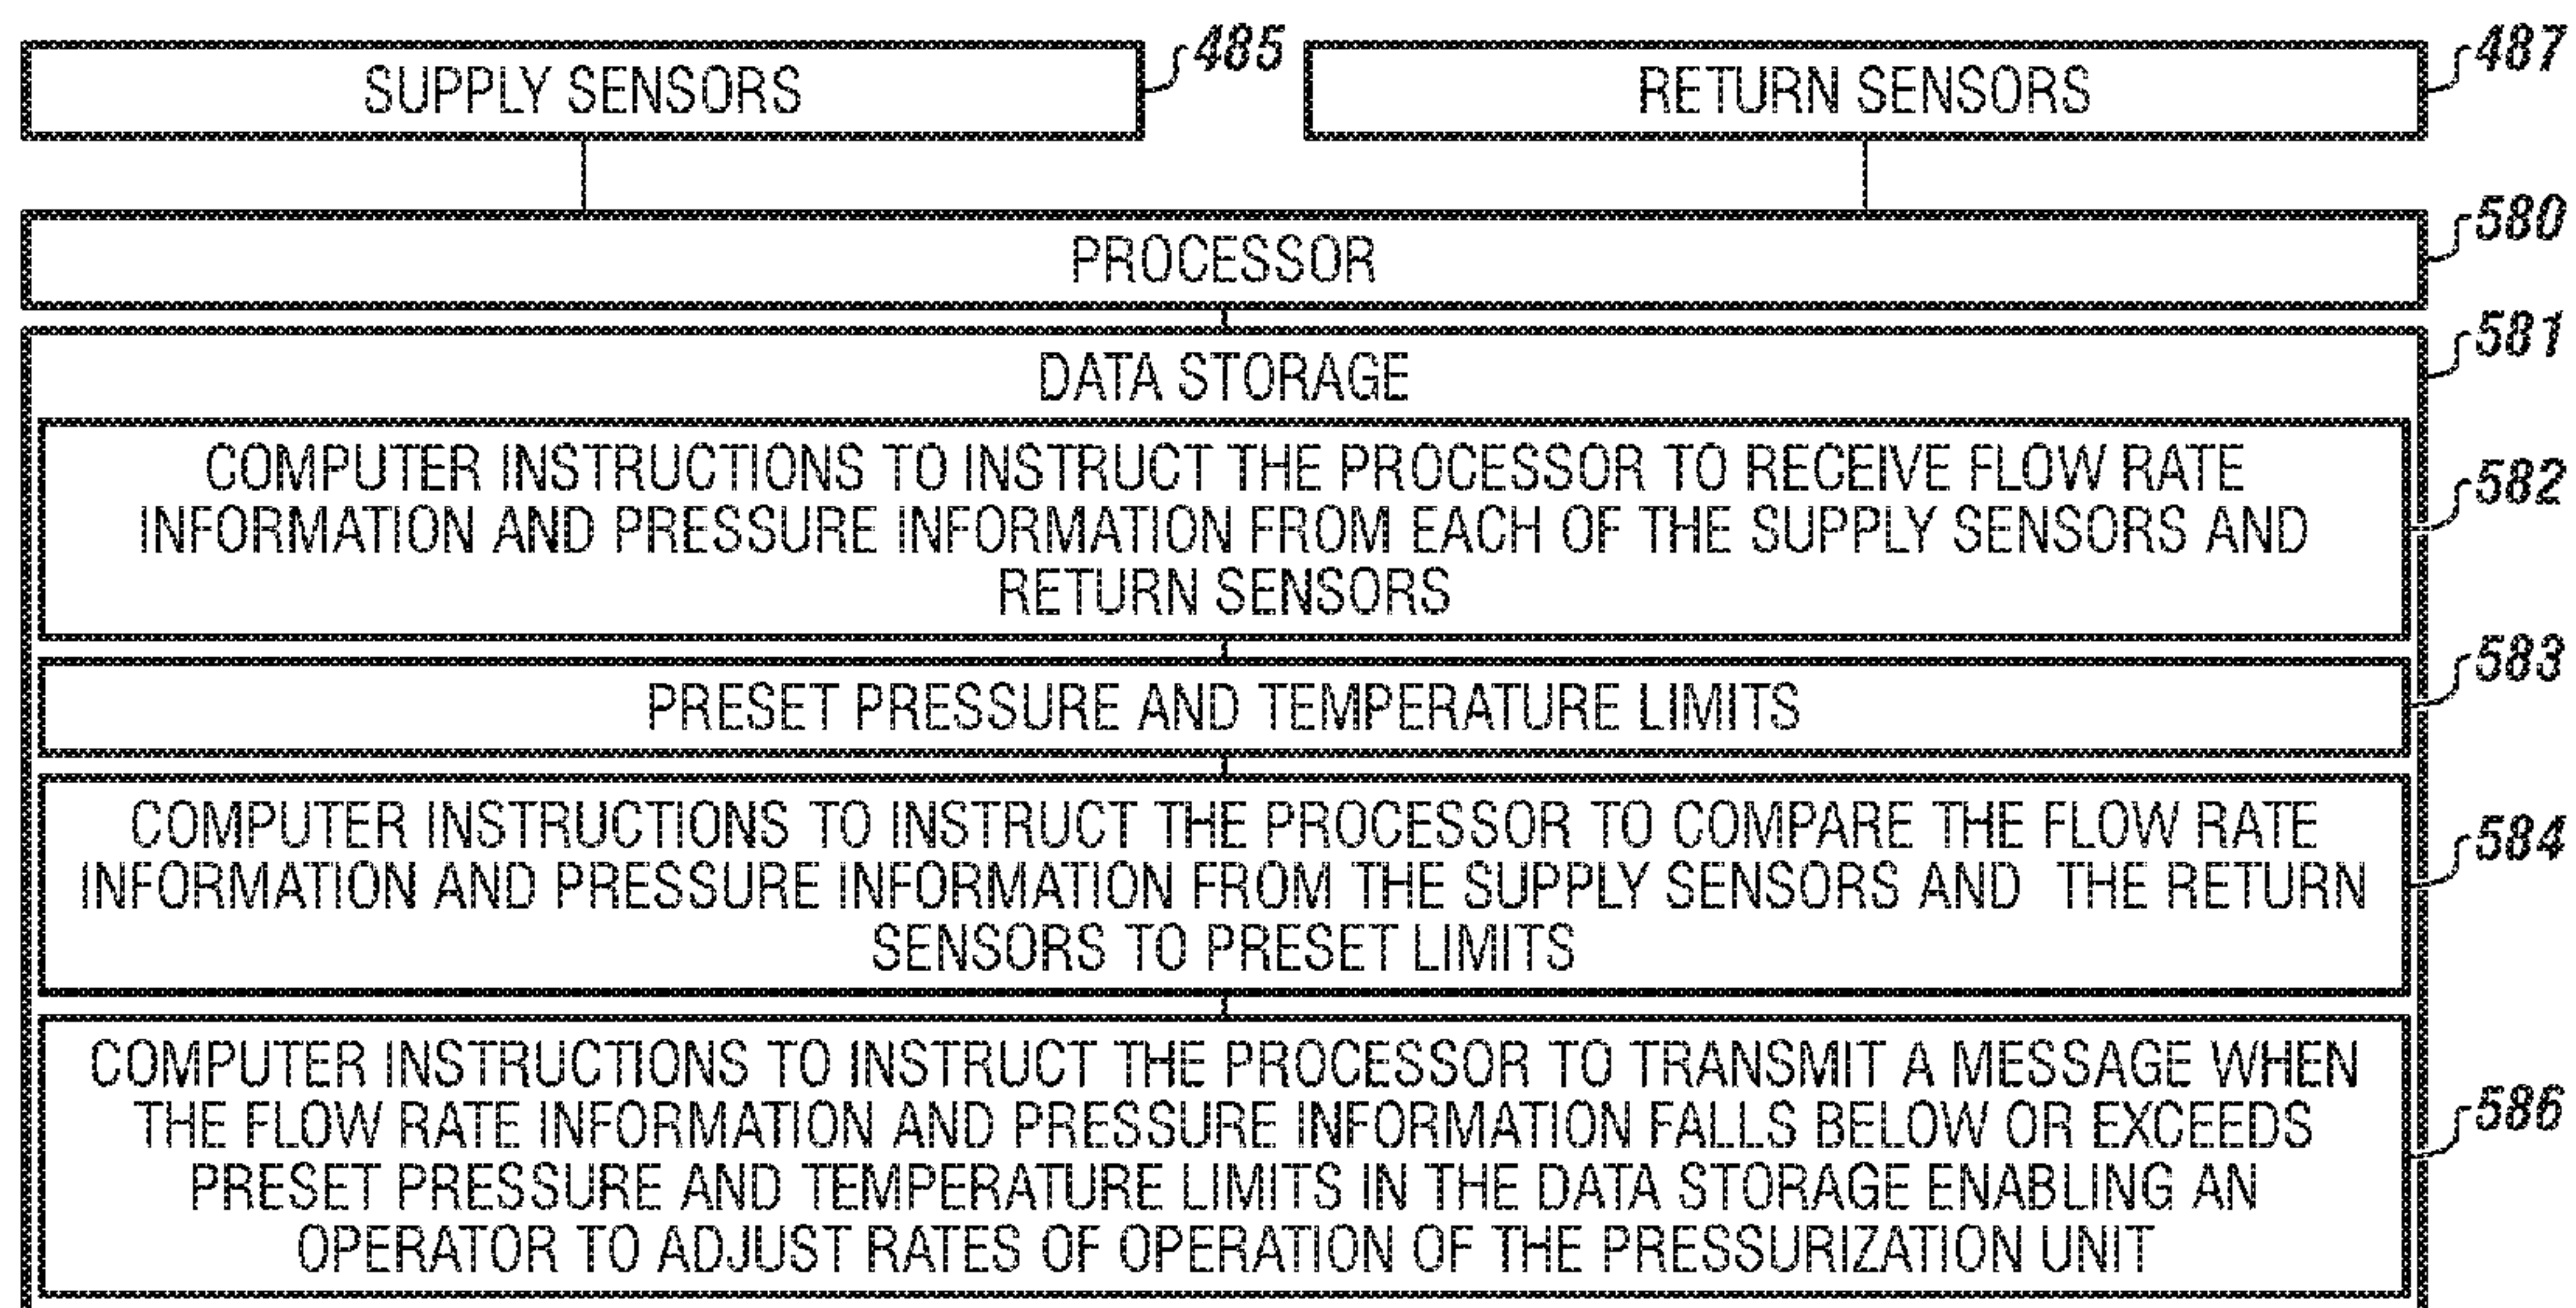 SUPPLY SENSORS
485
RETURN SENSORS
487
PROCESSOR
580
581
DATA STORAGE
COMPUTER INSTRUCTIONS TO INSTRUCT THE PROCESSOR TO RECEIVE FLOW RATE
INFORMATION AND PRESSURE INFORMATION FROM EACH OF THE SUPPLY SENSORS AND
RETURN SENSORS
582
PRESET PRESSURE AND TEMPERATURE LIMITS
583
COMPUTER INSTRUCTIONS TO INSTRUCT THE PROCESSOR TO COMPARE THE FLOW RATE
INFORMATION AND PRESSURE INFORMATION FROM THE SUPPLY SENSORS AND THE RETURN
SENSORS TO PRESET LIMITS
584
COMPUTER INSTRUCTIONS TO INSTRUCT THE PROCESSOR TO TRANSMIT A MESSAGE WHEN
THE FLOW RATE INFORMATION AND PRESSURE INFORMATION FALLS BELOW OR EXCEEDS
PRESET PRESSURE AND TEMPERATURE LIMITS IN THE DATA STORAGE ENABLING AN
OPERATOR TO ADJUST RATES OF OPERATION OF THE PRESSURIZATION UNIT
586